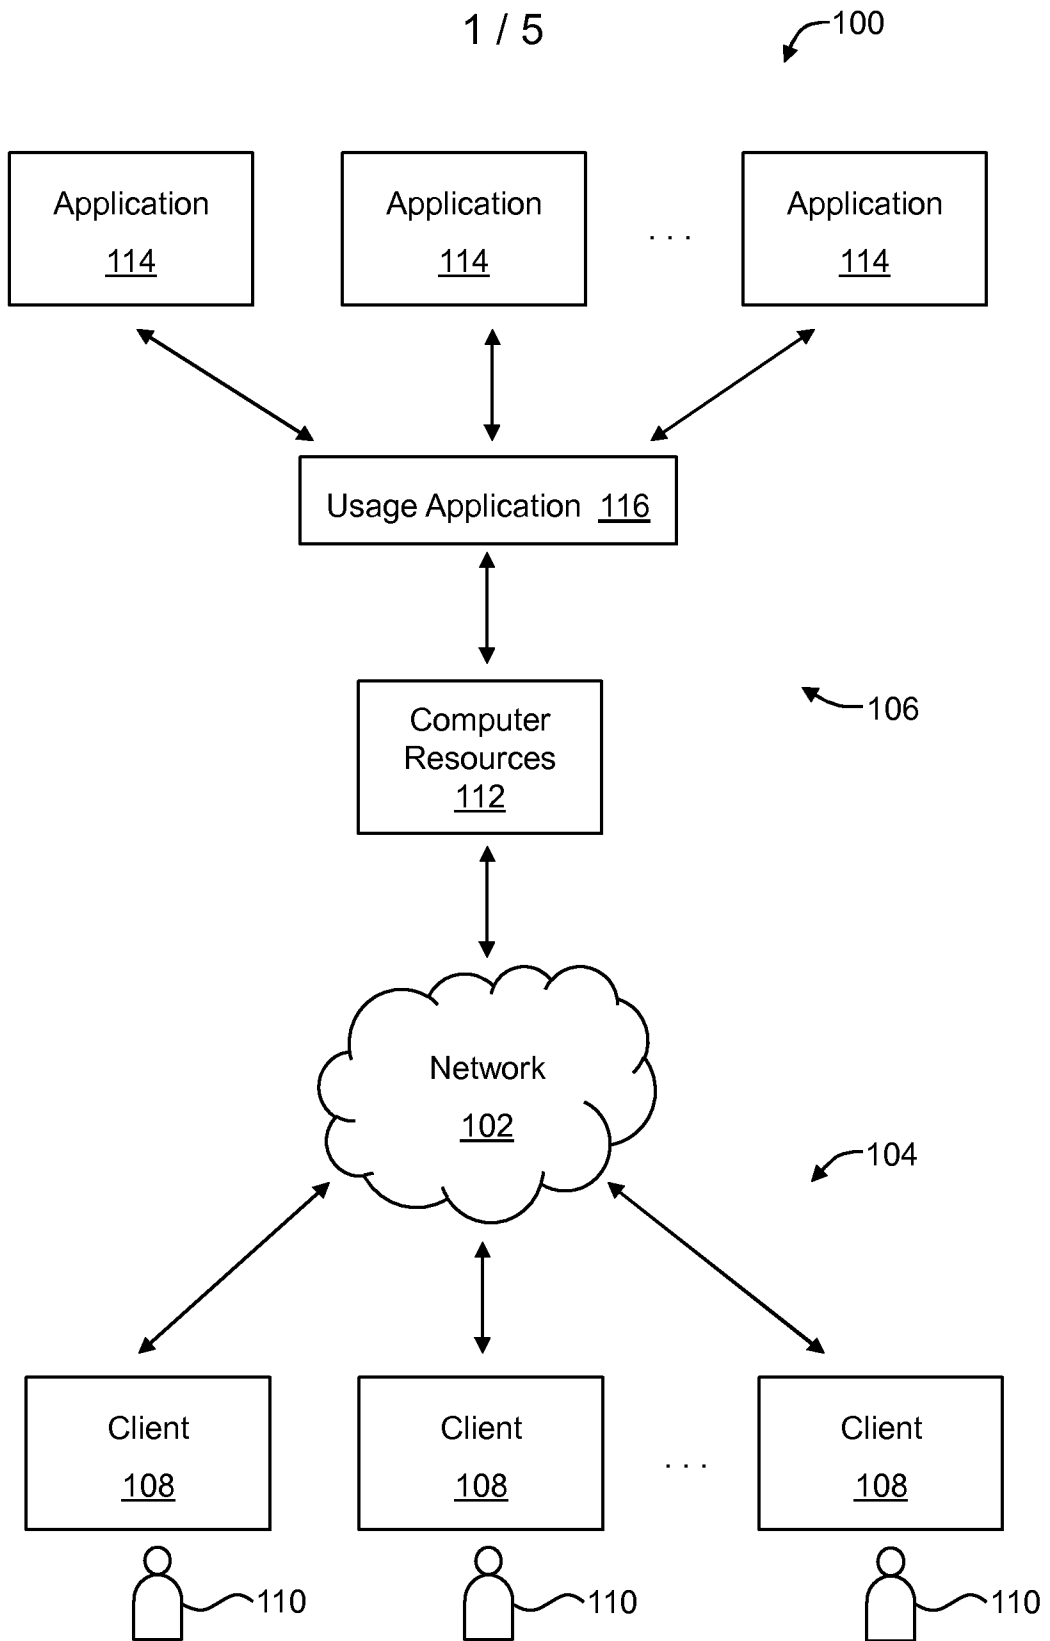 1 / 5
100
Application
114
Application
114
. . .
Application
114
Usage Application 116
Computer
Resources
112
106
Network
102
104
Client
108
Client
108
. . .
Client
108
110
110
110